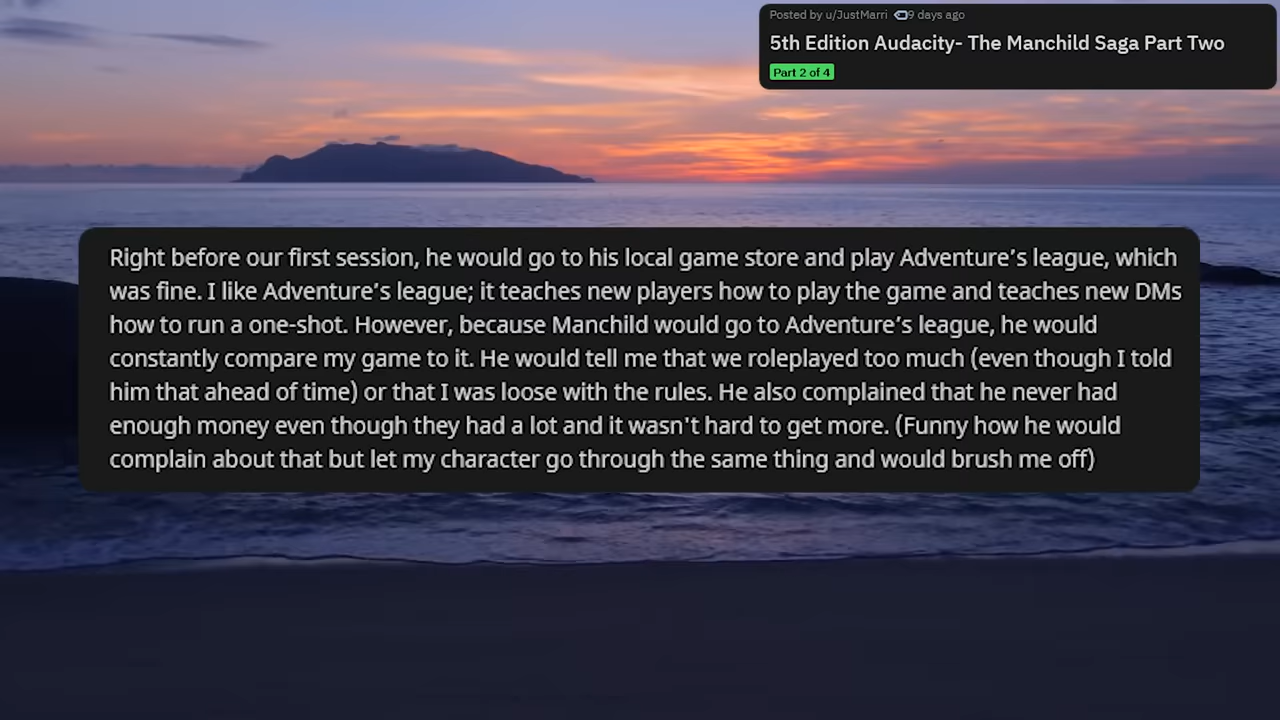 Posted by u/JustMarri 9 days ago
5th Edition Audacity- The Manchild Saga Part Two
Part 2 of 4
Right before our first session, he would go to his local game store and play Adventure’s league, which
was fine. I like Adventure’s league; it teaches new players how to play the game and teaches new DMs
how to run a one-shot. However, because Manchild would go to Adventure’s league, he would
constantly compare my game to it. He would tell me that we roleplayed too much (even though I told
him that ahead of time) or that I was loose with the rules. He also complained that he never had
enough money even though they had a lot and it wasn't hard to get more. (Funny how he would
complain about that but let my character go through the same thing and would brush me off)